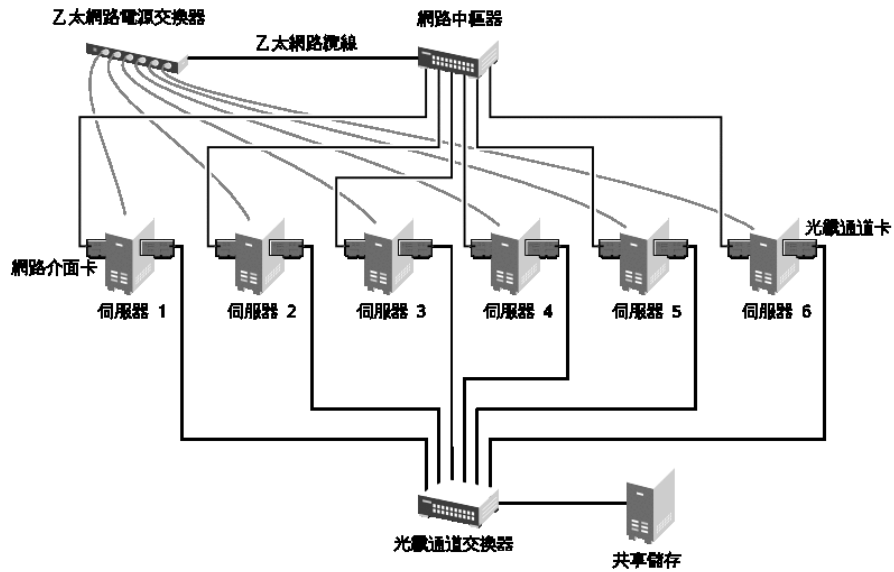 乙太網路電源交換器
網路中樞器
乙太網路纜線
光纖通道卡
網路介面卡
伺服器 1
伺服器 2
伺服器 3
伺服器 4
伺服器 5
伺服器 6
光纖通道交換器
共享儲存